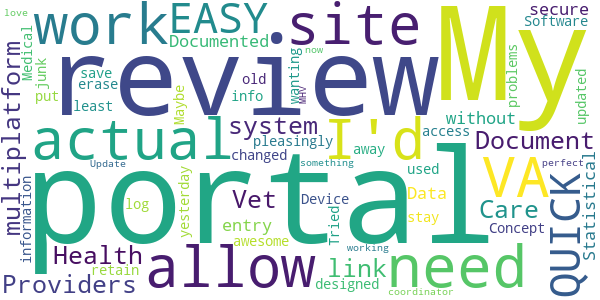 love
work
EASY
site
My
secure
Software
Documented
Medical
junk
save
erase
least
old
info
put
wanting
now
MHV
review
problems
updated
multiplatform
Maybe
actual
system
I'd
pleasingly
changed
away
without
access
used
Document
VA
QUICK
Statistical
portal
information
Update
log
yesterday
Vet
Device
something
Data
stay
perfect
Care
Concept
Tried
entry
awesome
Health
retain
Providers
allow
link
designed
working
need
coordinator